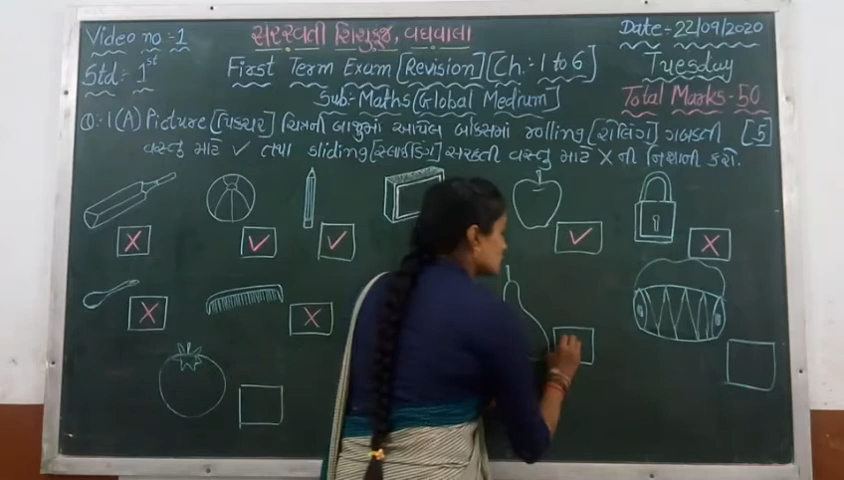 Video no :- 1
સરસ્વતી શિશુકુંજ, વઘવાલા
Date:- 22/09/2020
Std:- 1st
First Term Exam [Revision] [Ch.: 1 to 6]
Tuesday
Sub:- Maths [Global Medium]
Total Marks - 50
Q:-1 (A) Picture [પિક્ચર] ચિત્રની બાજુમાં આપેલ બોક્સમાં rolling [રોલિંગ] ગબડતી [5]
વસ્તુ માટે ✓ તથા sliding [સ્લાઈડિંગ] સરકતી વસ્તુ માટે X ની નિશાની કરો.